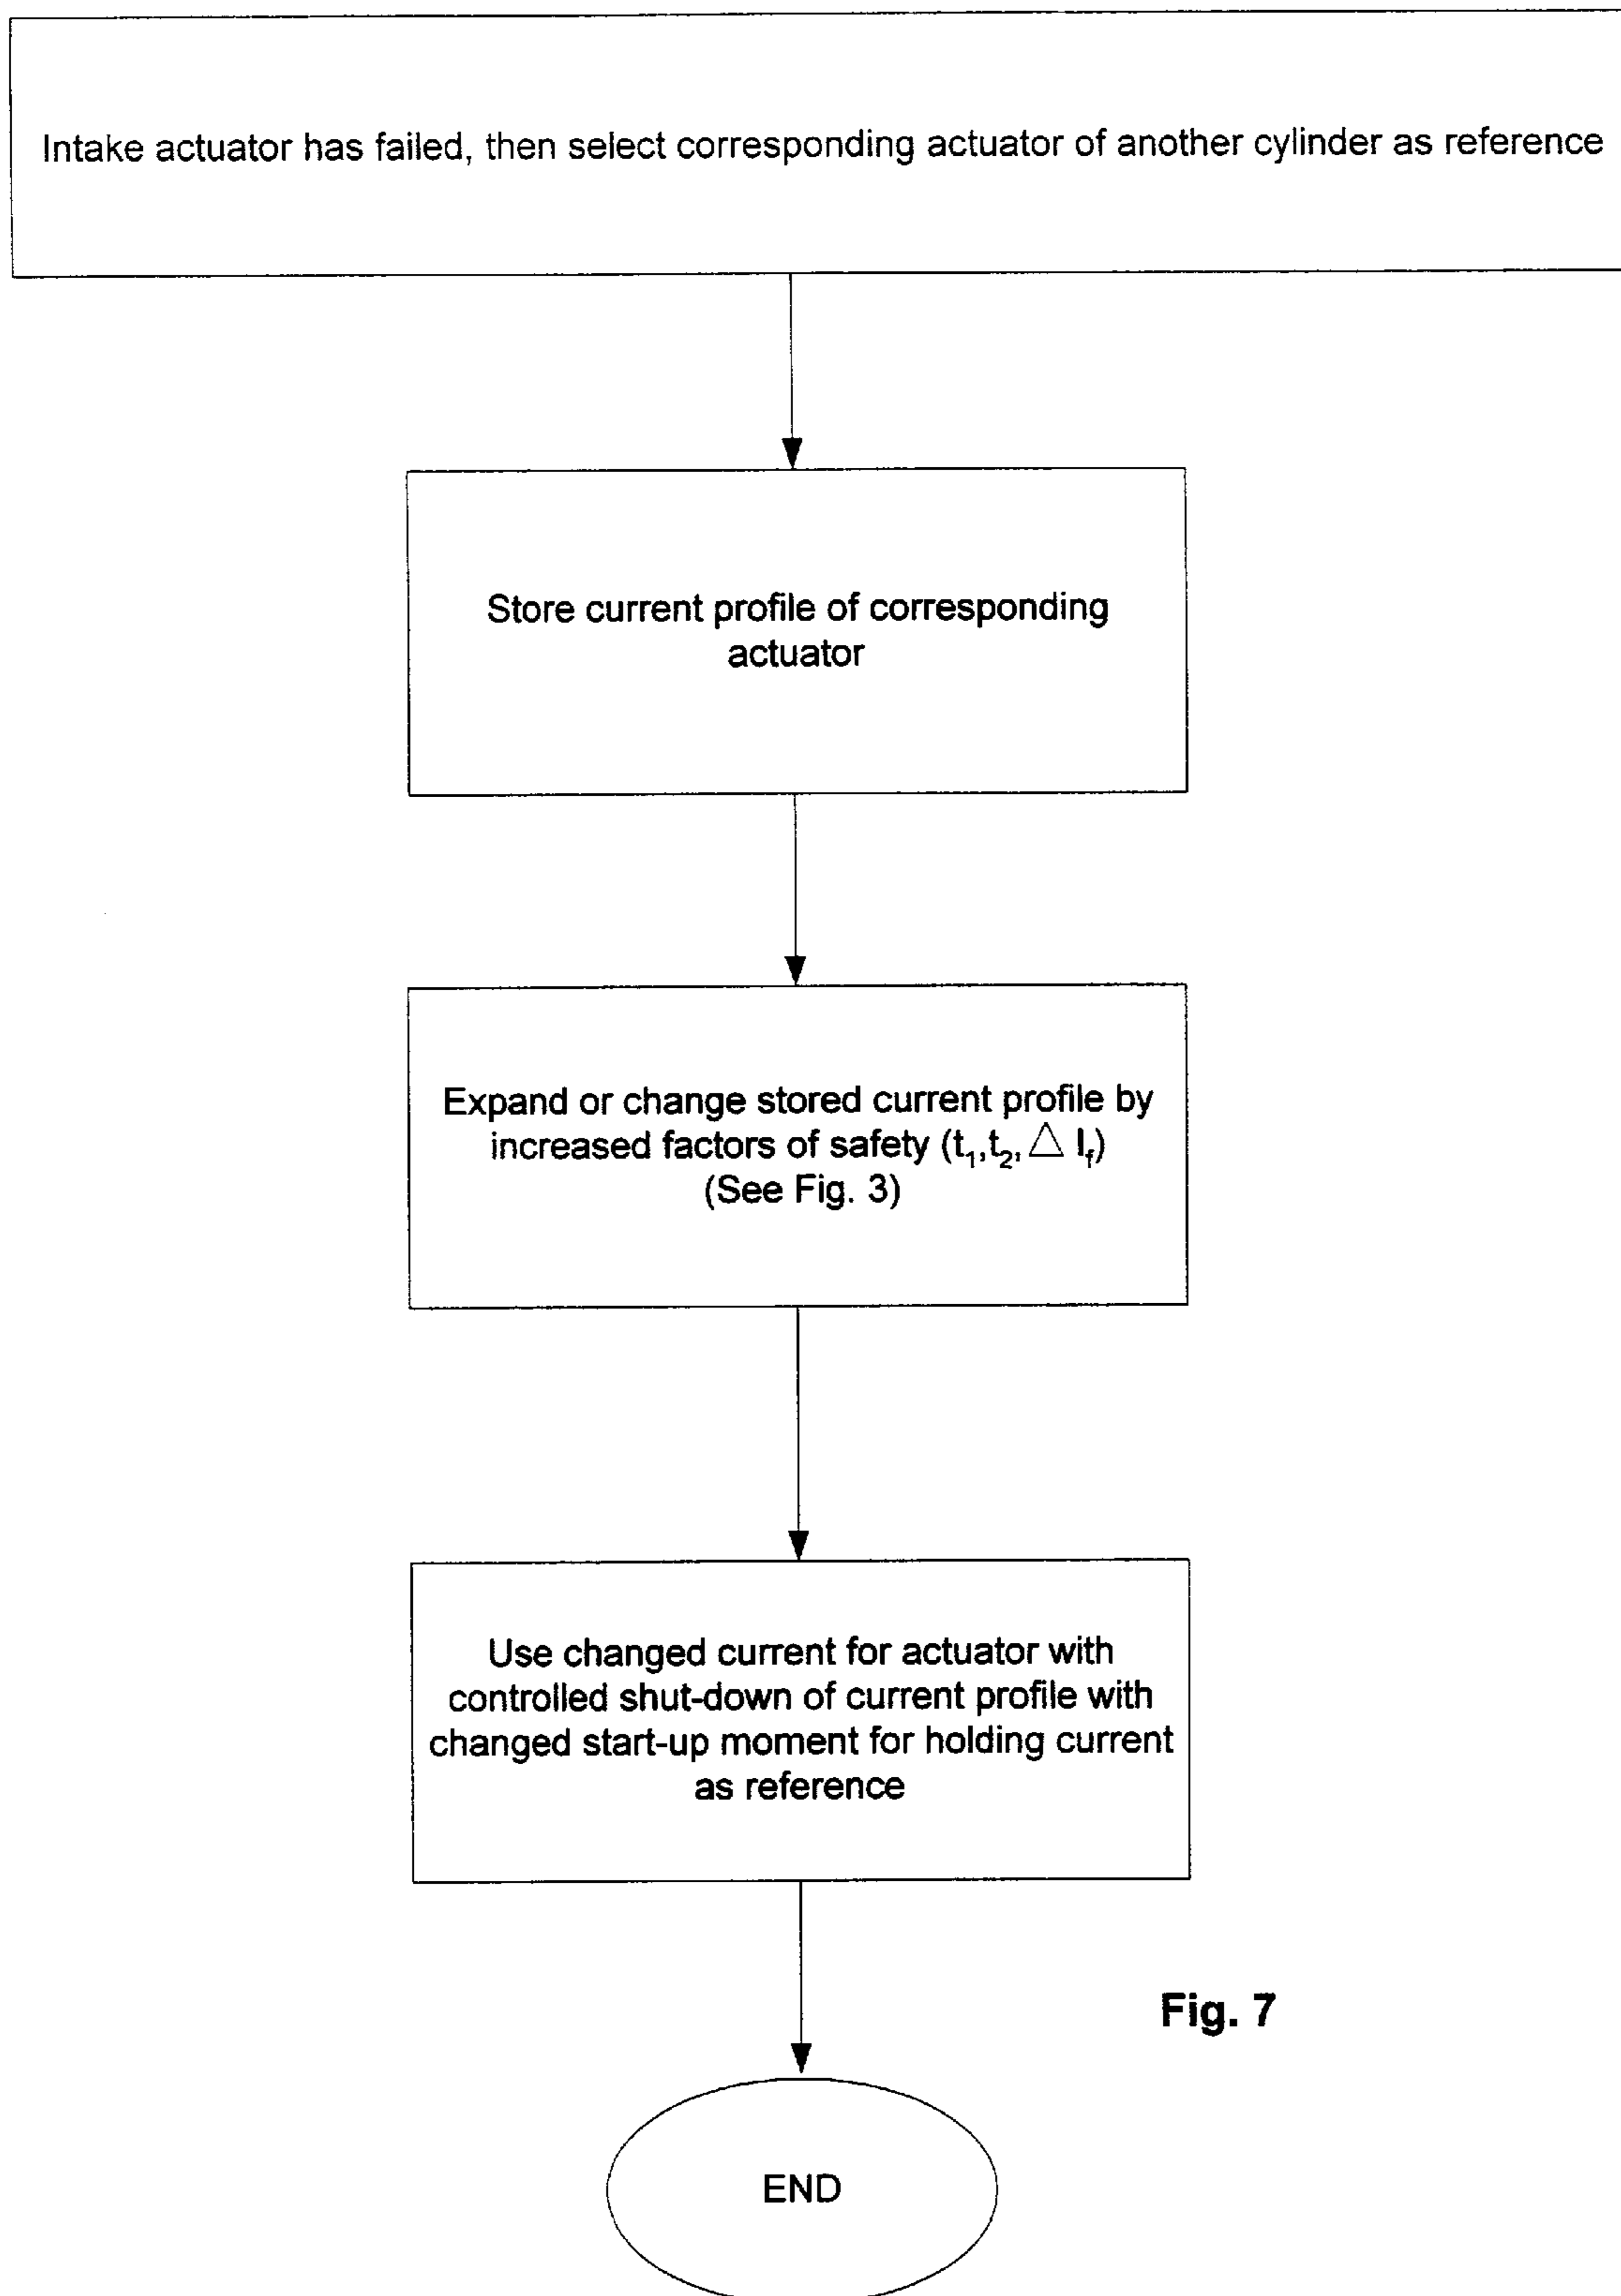 Intake actuator has failed, then select corresponding actuator of another cylinder as reference
Store current profile of corresponding
actuator
Expand or change stored current profile by
increased factors of safety (t₁,t₂, △ I_f)
(See Fig. 3)
Use changed current for actuator with
controlled shut-down of current profile with
changed start-up moment for holding current
as reference
Fig. 7
END